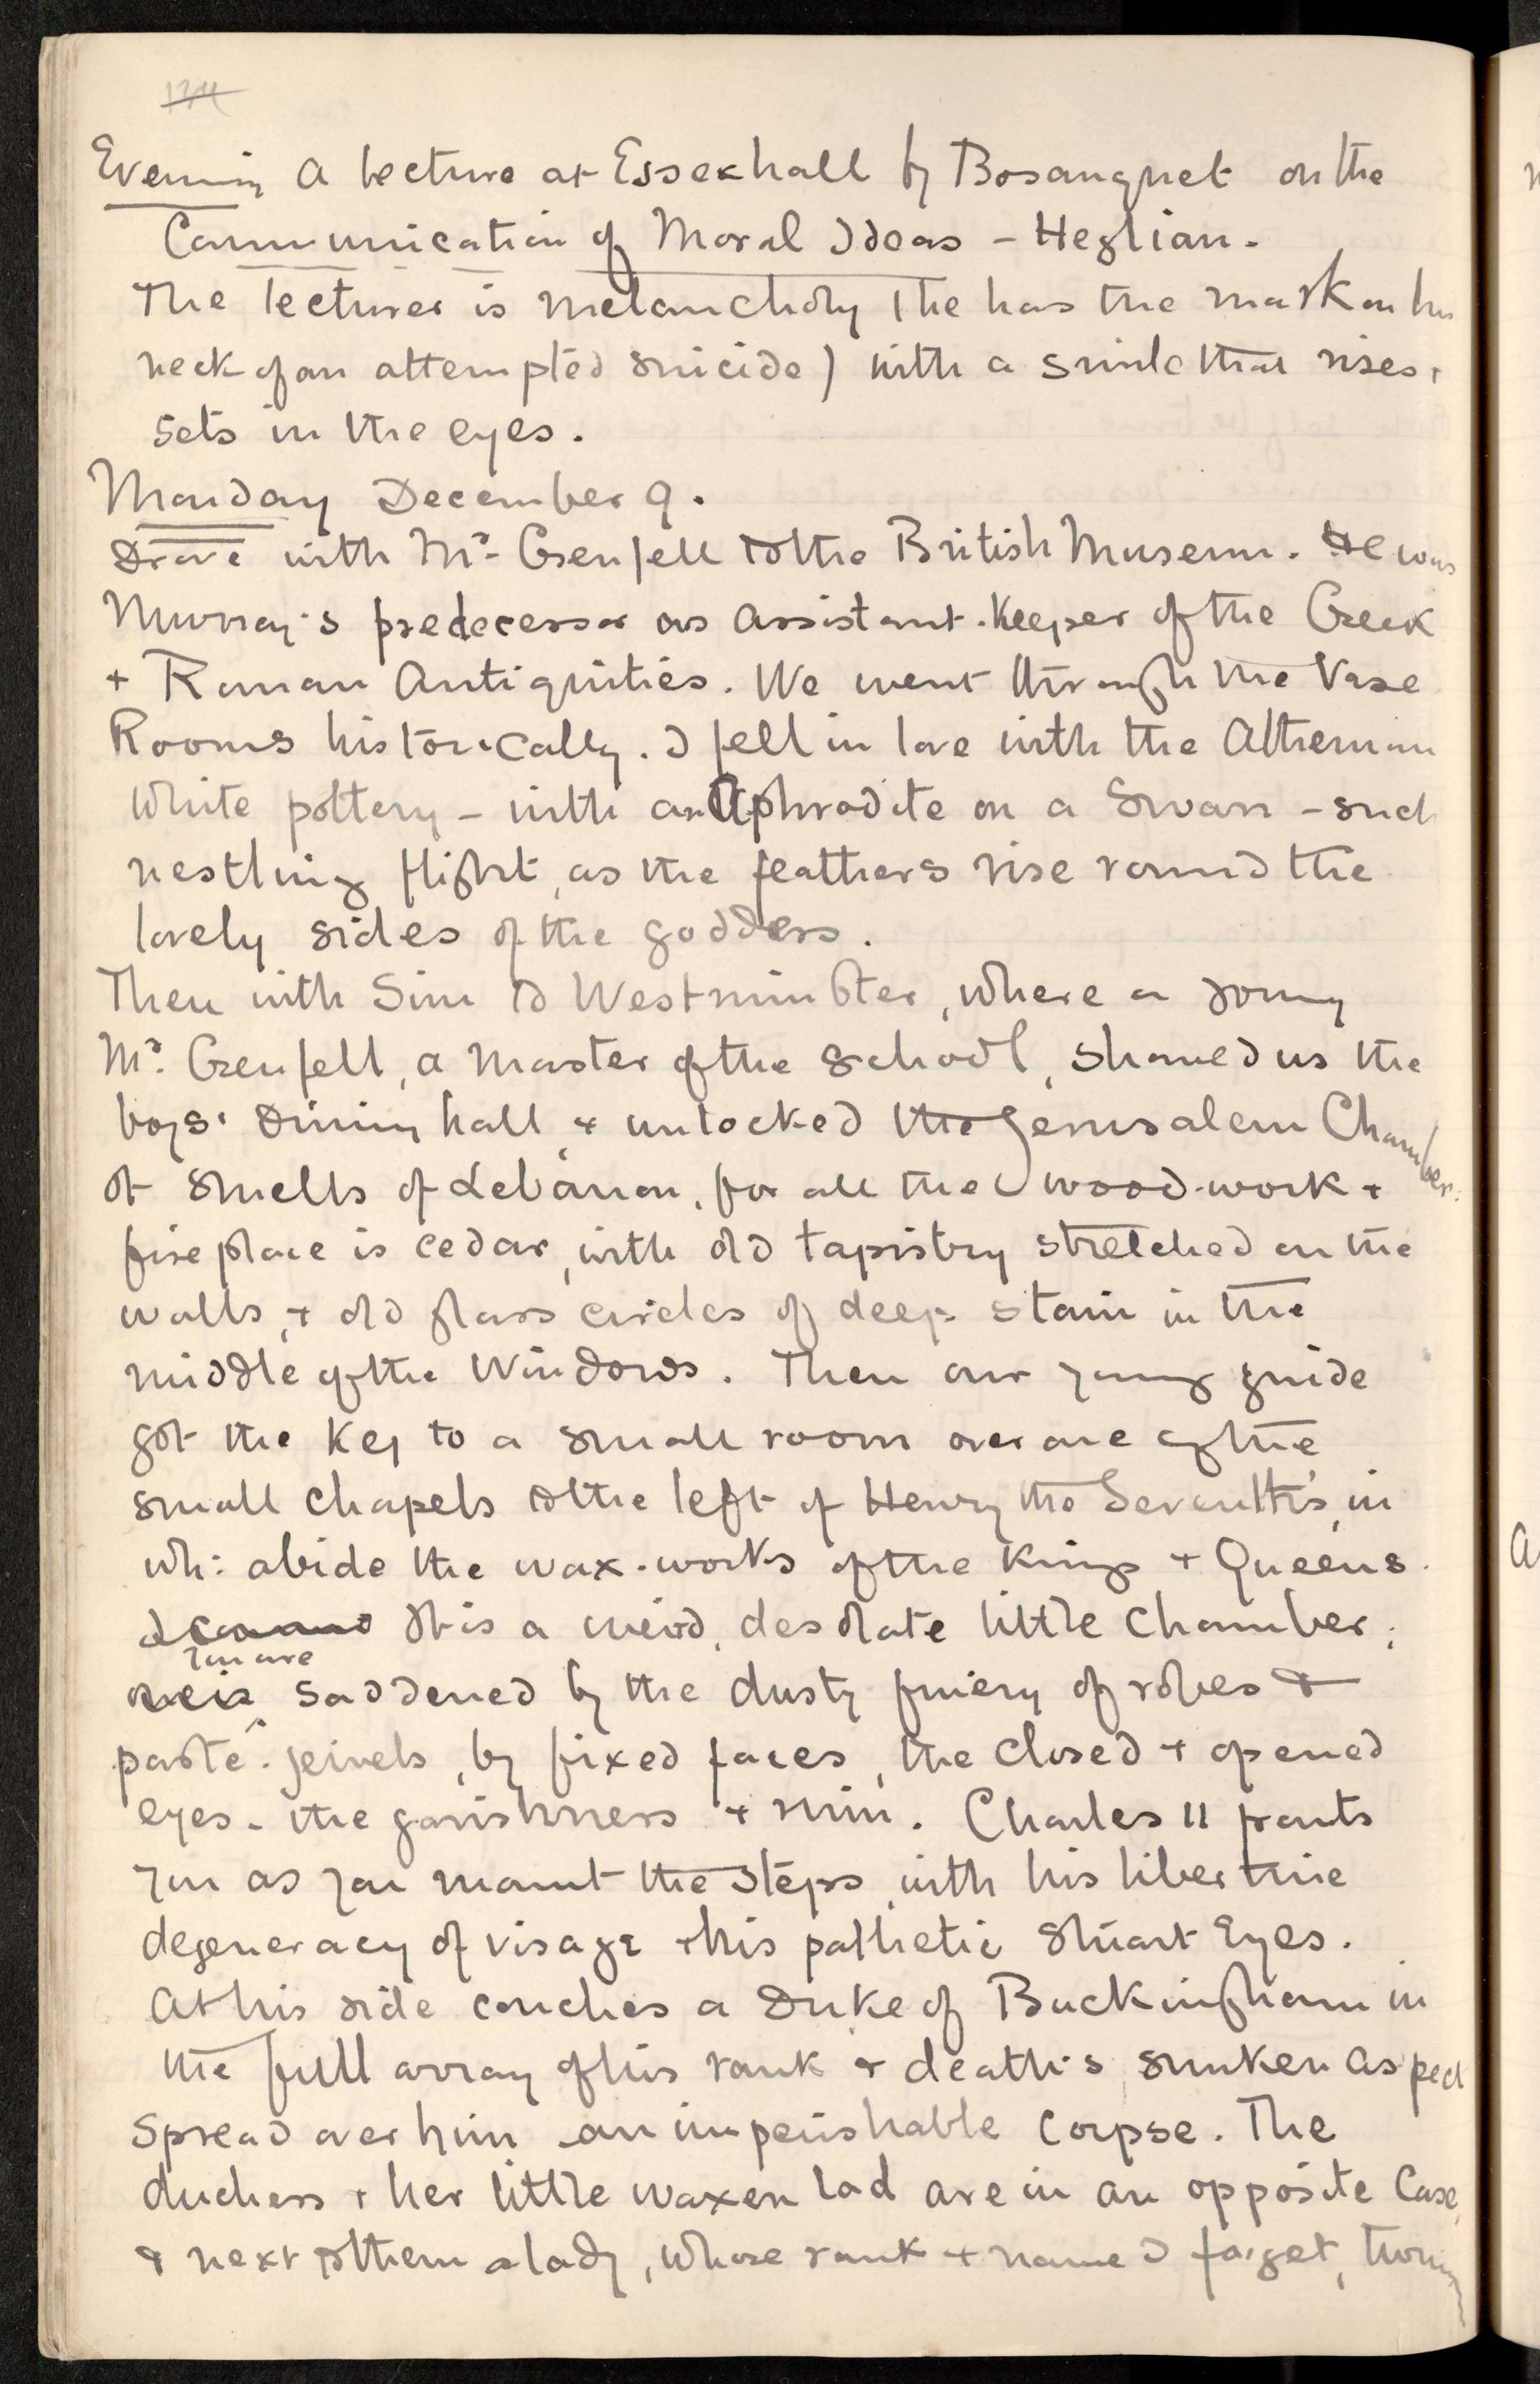 134
Evening A lecture at Essex hall by Bosanquet on the
Communication of Moral Ideas – Heglian.
The lecturer is melancholy (he has the mark on his
neck of an attempted suicide) with a smile that rises +
sets in the eyes.
Monday December 9.
Drove with Mr. Grenfell to the British Museum. He was
Murray's predecessor as assistant-keeper of the Greek
+ Roman Antiquities. We went through the Vase
Rooms historically. I fell in love with the Athenian
White pottery – with an Aphrodite on a Swan – such
nestling flight, as the feathers rise round the
lovely sides of the goddess.
Then with Sim to Westminster, where a young
Mr. Grenfell, a Master of the School, showed us the
boys' dining hall, + unlocked the Jerusalem Chamber:
it smells of Lebanon, for all the wood-work +
fireplace is cedar, with old tapistry stretched on the
walls, + old glass circles of deep stain in the
middle of the Windows. Then our young guide
got the key to a small room over one of the
small chapels to the left of Henry the Seventh's, in
wh: abide the wax-works of the Kings + Queens.
It is a weird, desolate little chamber;
you are
saddened by the dusty finery of robes &
paste-jewels, by fixed faces, the closed + opened
eyes – the garishness + ruin. Charles II fronts
you as you mount the steps, with his libertine
degeneracy of visage + his pathetic Stuart Eyes.
At his side couches a Duke of Buckingham in
the full array of his rank + death's sunken aspect
spread over him – an imperishable corpse. The
duchess + her little waxen lad are in an opposite Case,
& next to them a lady, whose rank + name I forget, though